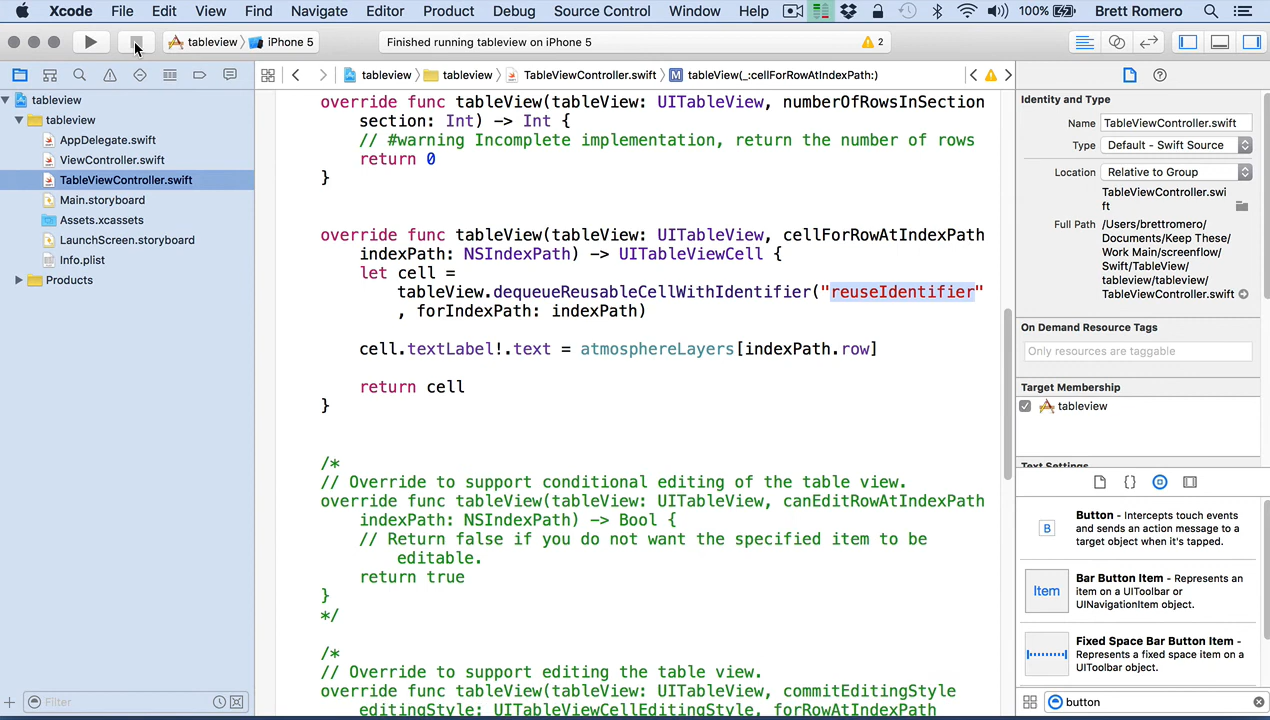 Xcode File Edit View Find Navigate Editor Product Debug Source Control Window Help 100% Brett Romero
tableview iPhone 5 Finished running tableview on iPhone 5 2
tableview tableview TableViewController.swift M tableView(_:cellForRowAtIndexPath:)
tableview
tableview
AppDelegate.swift
ViewController.swift
TableViewController.swift
Main.storyboard
Assets.xcassets
LaunchScreen.storyboard
Info.plist
Products
Filter
override func tableView(tableView: UITableView, numberOfRowsInSection
section: Int) -> Int {
// #warning Incomplete implementation, return the number of rows
return 0
}
override func tableView(tableView: UITableView, cellForRowAtIndexPath
indexPath: NSIndexPath) -> UITableViewCell {
let cell =
tableView.dequeueReusableCellWithIdentifier("reuseIdentifier"
, forIndexPath: indexPath)
cell.textLabel!.text = atmosphereLayers[indexPath.row]
return cell
}
/*
// Override to support conditional editing of the table view.
override func tableView(tableView: UITableView, canEditRowAtIndexPath
indexPath: NSIndexPath) -> Bool {
// Return false if you do not want the specified item to be
editable.
return true
}
*/
/*
// Override to support editing the table view.
override func tableView(tableView: UITableView, commitEditingStyle
editingStyle: UITableViewCellEditingStyle, forRowAtIndexPath
Identity and Type
Name TableViewController.swift
Type Default - Swift Source
Location Relative to Group
TableViewController.swi
ft
Full Path /Users/brettromero/
Documents/Keep These/
Work Main/screenflow/
Swift/TableView/
tableview/tableview/
TableViewController.swift
On Demand Resource Tags
Only resources are taggable
Target Membership
tableview
Text Settings
B
Button - Intercepts touch events
and sends an action message to a
target object when it's tapped.
Item
Bar Button Item - Represents an
item on a UIToolbar or
UINavigationItem object.
Fixed Space Bar Button Item -
Represents a fixed space item on a
UIToolbar object.
button